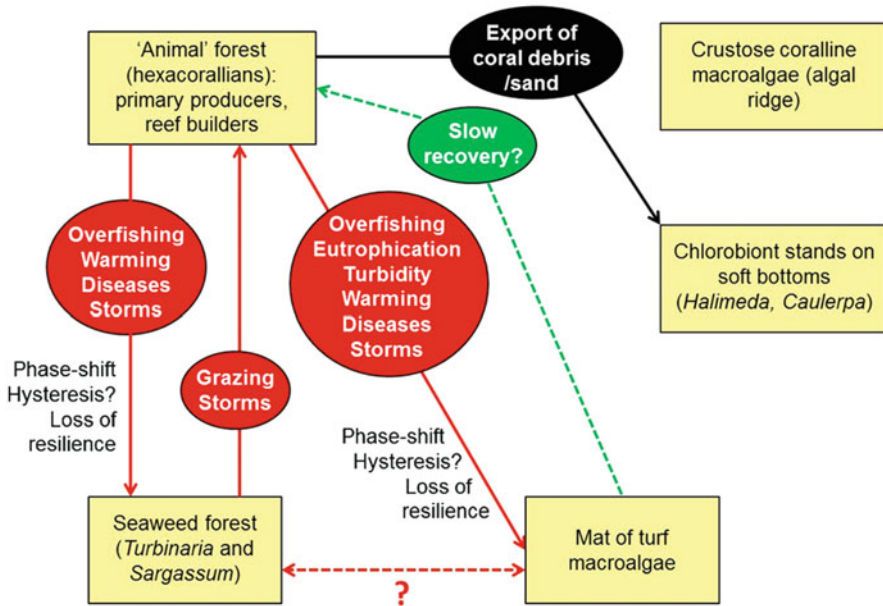 ‘Animal’ forest
(hexacorallians):
primary producers,
reef builders
Export of
coral debris
/sand
Crustose coralline
macroalgae (algal
ridge)
Slow
recovery?
Overfishing
Warming
Diseases
Storms
Overfishing
Eutrophication
Turbidity
Warming
Diseases
Storms
Chlorobiont stands on
soft bottoms
(Halimeda, Caulerpa)
Phase-shift
Hysteresis?
Loss of
resilience
Grazing
Storms
Phase-shift
Hysteresis?
Loss of
resilience
Seaweed forest
(Turbinaria and
Sargassum)
?
Mat of turf
macroalgae